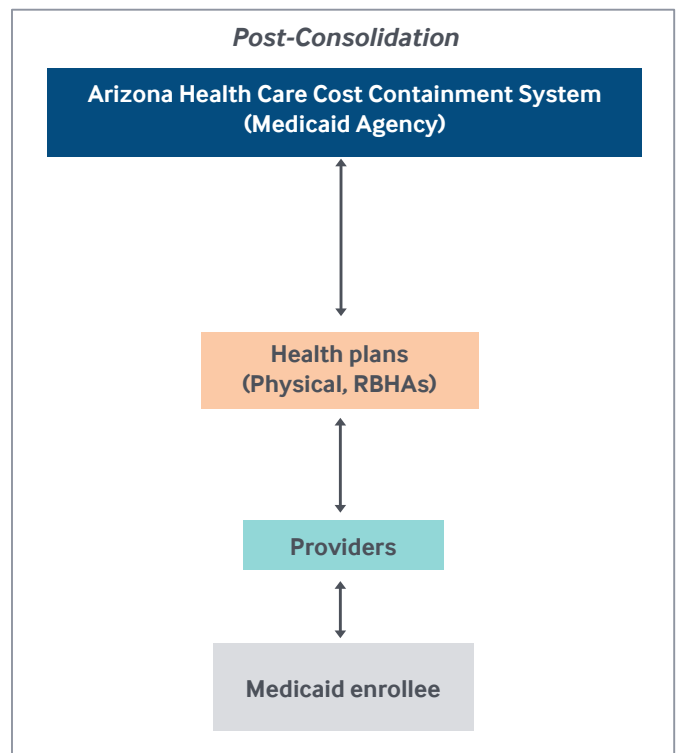 Post-Consolidation
Arizona Health Care Cost Containment System
(Medicaid Agency)
Health plans
(Physical, RBHAs)
Providers
Medicaid enrollee